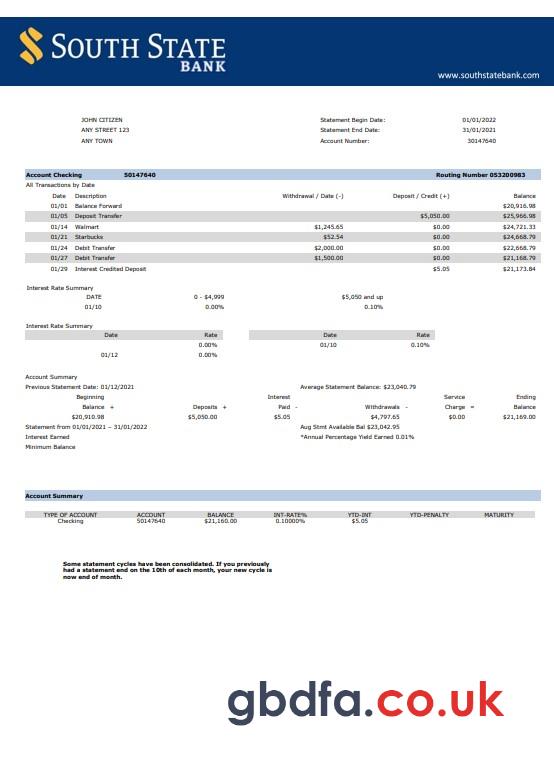 SOUTH STATE
BANK
www.southstatebank.com
JOHN CITIZEN Statement Begin Date: 01/01/2022
ANY STREET 123 Statement End Date: 31/01/2021
ANY TOWN Account Number: 30147640
Account Checking 50147640 Routing Number 053200983
All Transactions by Date
Date Description Withdrawal / Date (-) Deposit / Credit (+) Balance
01/01 Balance Forward $20,916.98
01/05 Deposit Transfer $5,050.00 $25,966.98
01/14 Walmart $1,245.65 $0.00 $24,721.33
01/21 Starbucks $52.54 $0.00 $24,668.79
01/24 Debit Transfer $2,000.00 $0.00 $22,668.79
01/27 Debit Transfer $1,500.00 $0.00 $21,168.79
01/29 Interest Credited Deposit $5.05 $21,173.84
Interest Rate Summary
DATE 0 - $4,999 $5,050 and up
01/10 0.00% 0.10%
Interest Rate Summary
Date Rate Date Rate
0.00% 01/10 0.10%
01/12 0.00%
Account Summary
Previous Statement Date: 01/12/2021 Average Statement Balance: $23,040.79
Beginning Interest Service Ending
Balance + Deposits + Paid - Withdrawals - Charge = Balance
$20,910.98 $5,050.00 $5.05 $4,797.65 $0.00 $21,169.00
Statement from 01/01/2021 – 31/01/2022 Aug Stmt Available Bal $23,042.95
Interest Earned *Annual Percentage Yield Earned 0.01%
Minimum Balance
Account Summary
TYPE OF ACCOUNT ACCOUNT BALANCE INT-RATE% YTD-INT YTD-PENALTY MATURITY
Checking 50147640 $21,160.00 0.10000% $5.05
Some statement cycles have been consolidated. If you previously
had a statement end on the 10th of each month, your new cycle is
now end of month.
gbdfa.co.uk